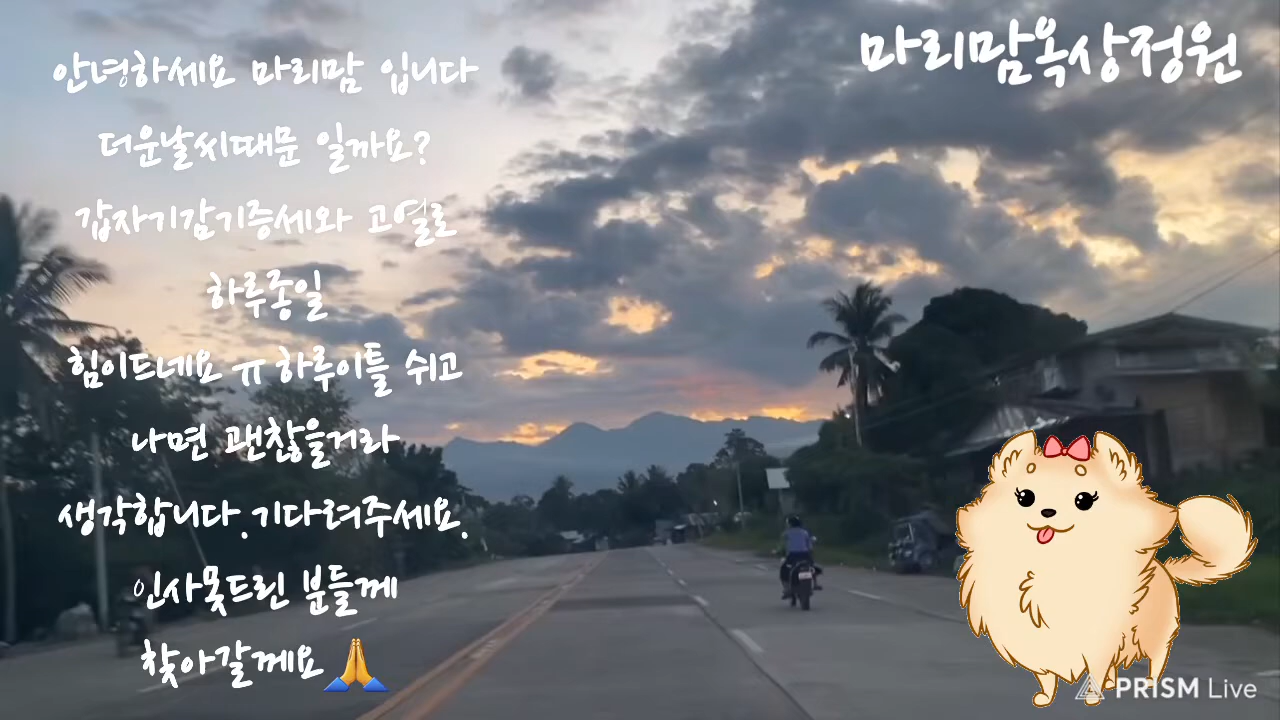 마리맘옥상정원
안녕하세요 마리맘 입니다
더운날씨때문 일까요?
갑자기감기증세와 고열로
하루종일
힘이드네요 ㅠ 하루이틀 쉬고
나면 괜찮을거라
생각합니다.기다려주세요.
인사못드린 분들께
찾아갈께요🙏
PRISM Live